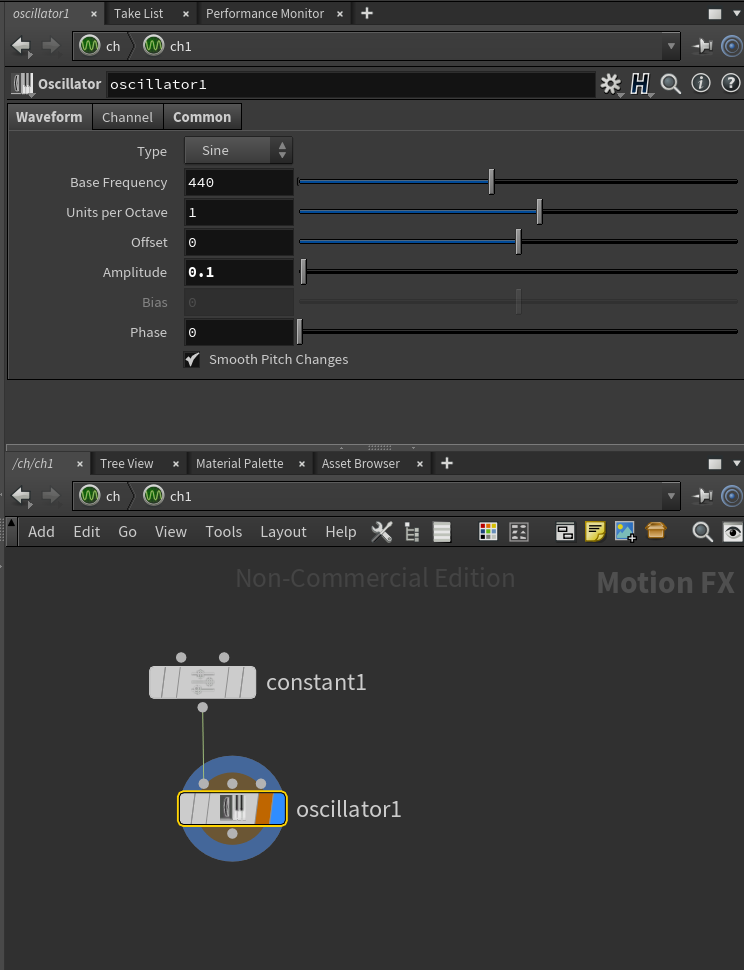 oscillator1 × Take List × Performance Monitor × +
ch ch1
Oscillator oscillator1
Waveform Channel Common
Type Sine
Base Frequency 440
Units per Octave 1
Offset 0
Amplitude 0.1
Bias 0
Phase 0
Smooth Pitch Changes
/ch/ch1 × Tree View × Material Palette × Asset Browser × +
ch ch1
Add Edit Go View Tools Layout Help
Non-Commercial Edition Motion FX
constant1
oscillator1